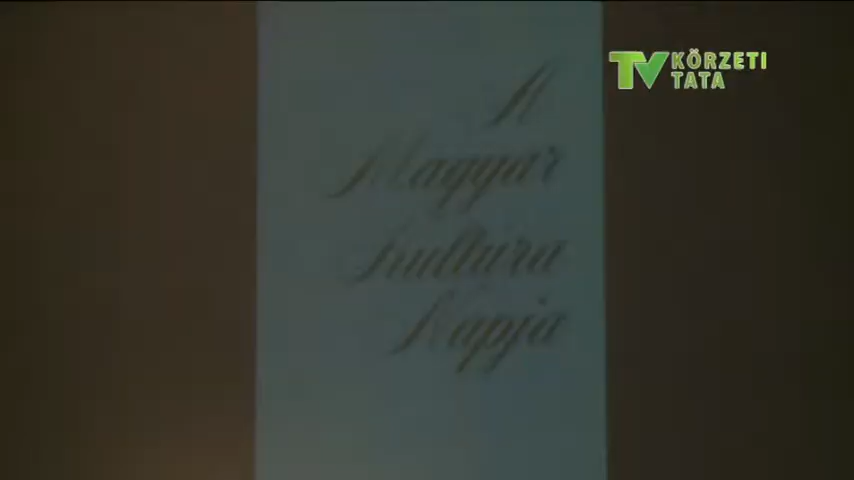 A
Magyar
kultúra
Napja
TV KÖRZETI
TATA